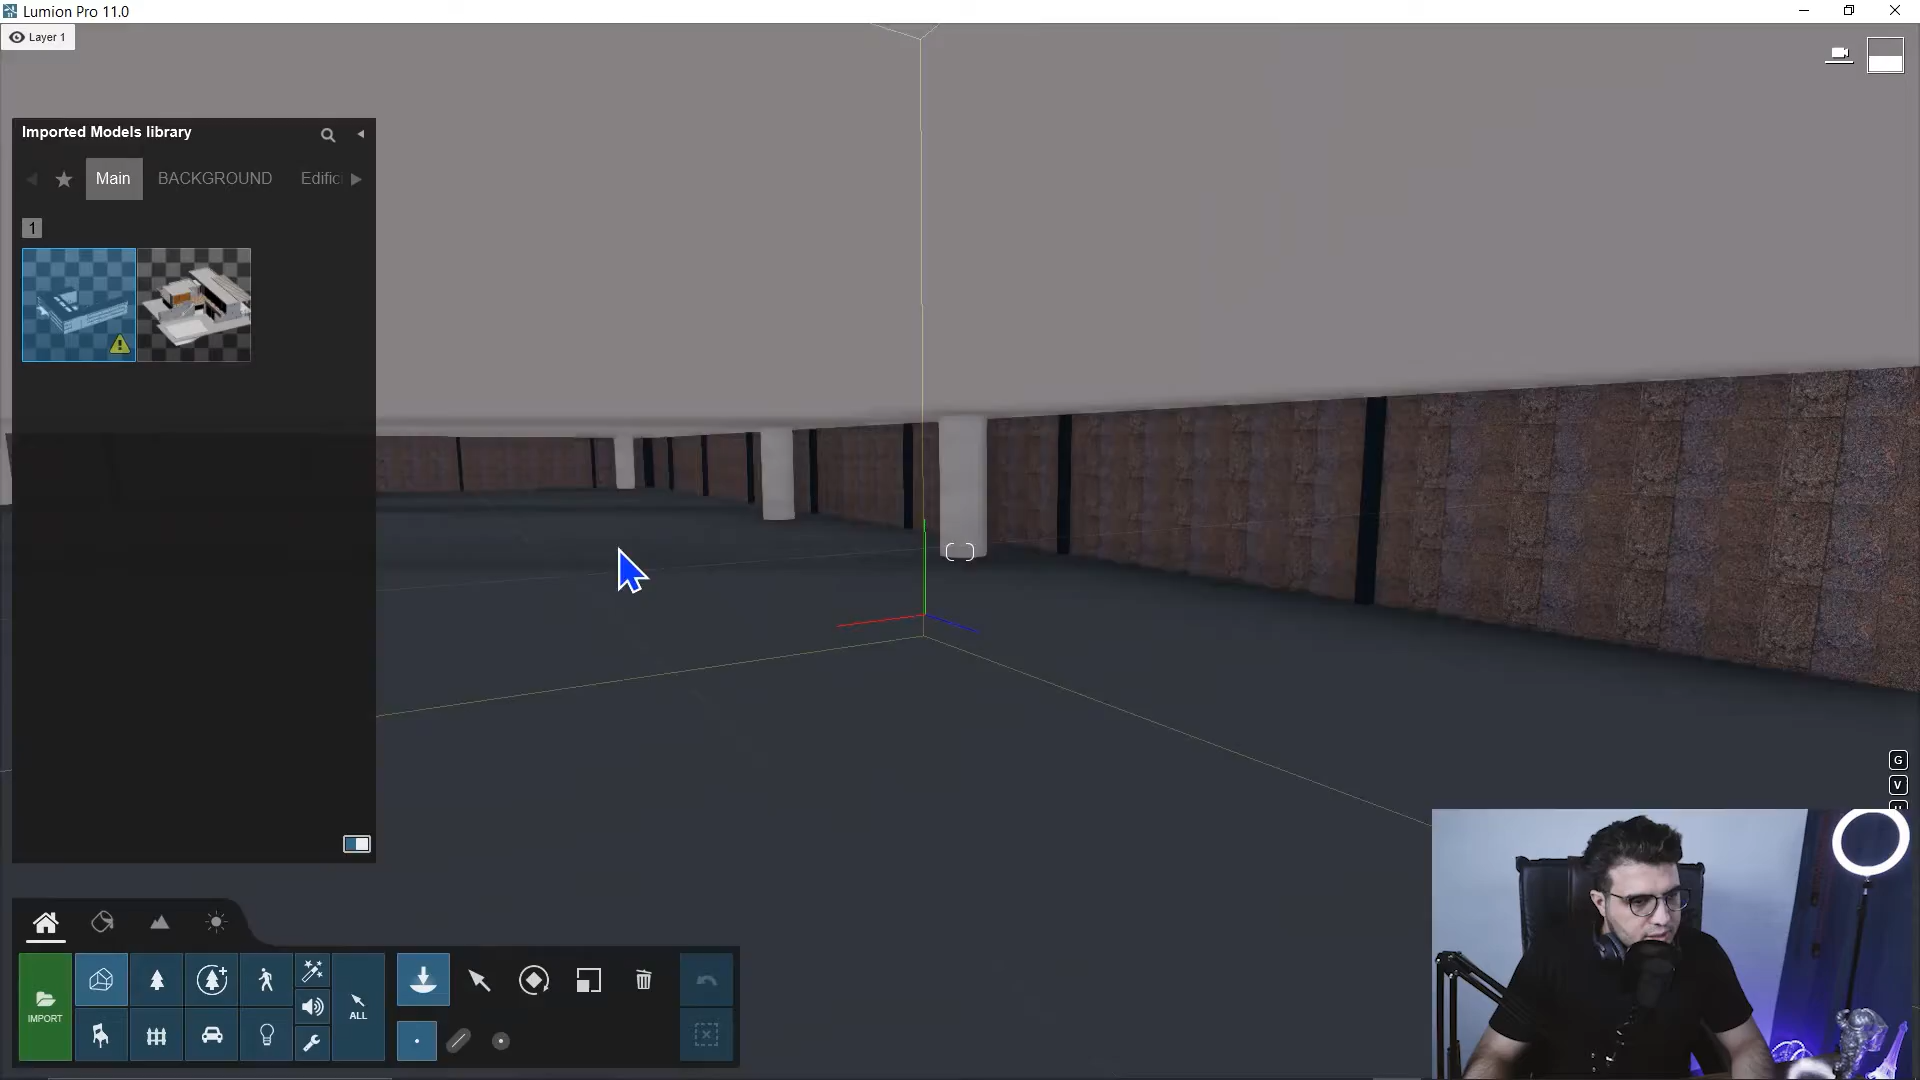 Lumion Pro 11.0
Layer 1
Imported Models library
Main BACKGROUND Edific
1
G
V
IMPORT
ALL